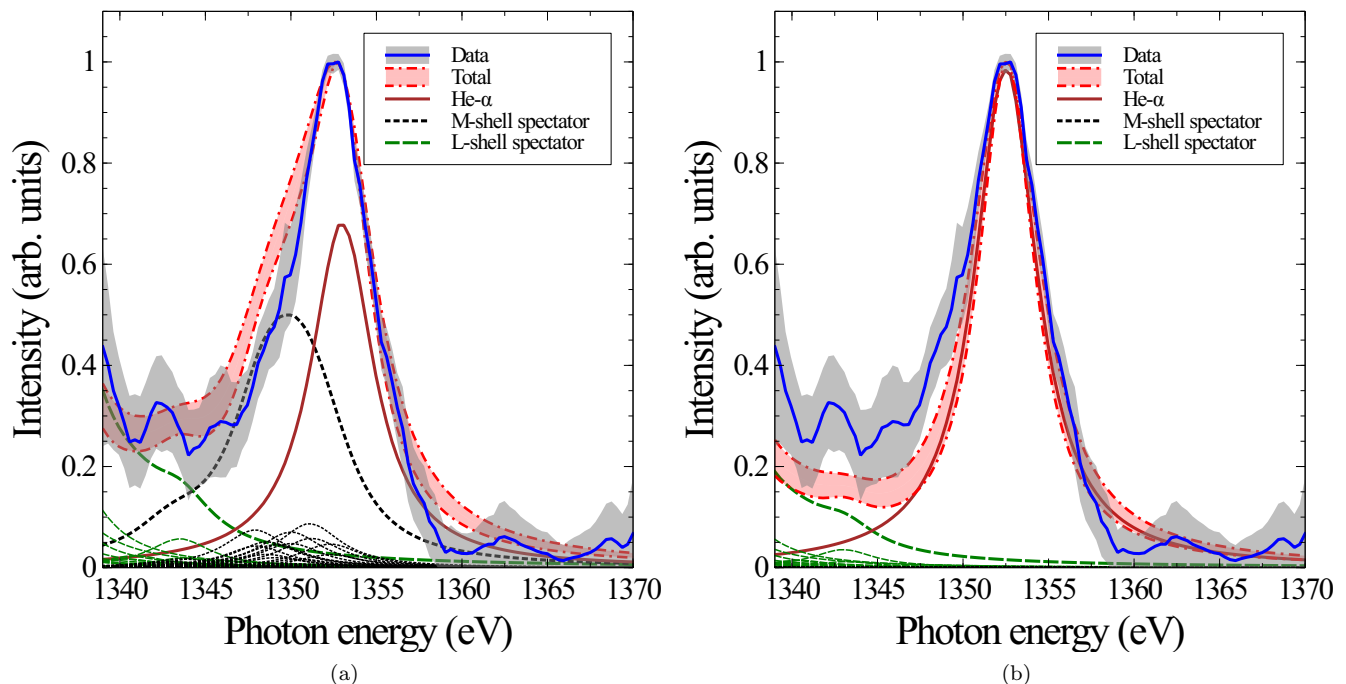 Intensity (arb. units)
1
0.8
0.6
0.4
0.2
0
Data
Total
He-α
M-shell spectator
L-shell spectator
1340 1345 1350 1355 1360 1365 1370
Photon energy (eV)
(a)
Intensity (arb. units)
1
0.8
0.6
0.4
0.2
0
Data
Total
He-α
M-shell spectator
L-shell spectator
1340 1345 1350 1355 1360 1365 1370
Photon energy (eV)
(b)